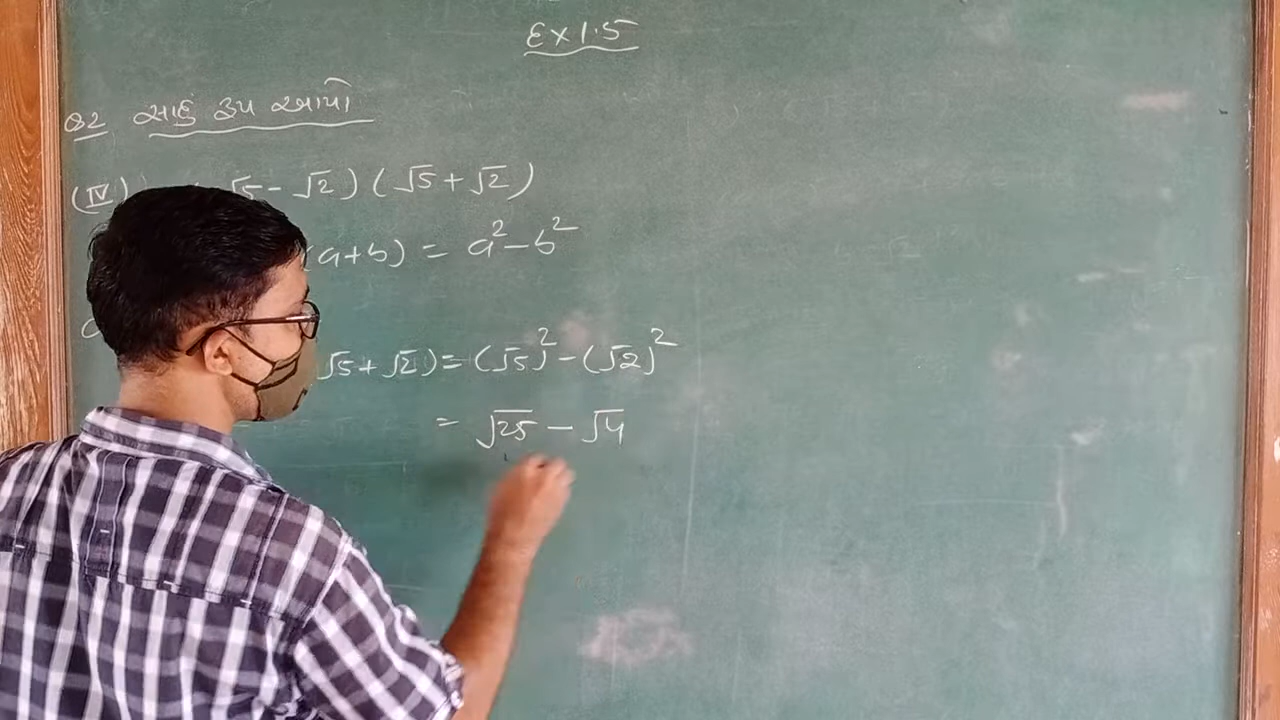 Ex 1.5
Q2 સાદું રૂપ આપો
(IV) √5 - √2) (√5 + √2)
(a+b) = a² - b²
√5 + √2) = (√5)² - (√2)²
= √25 - √4